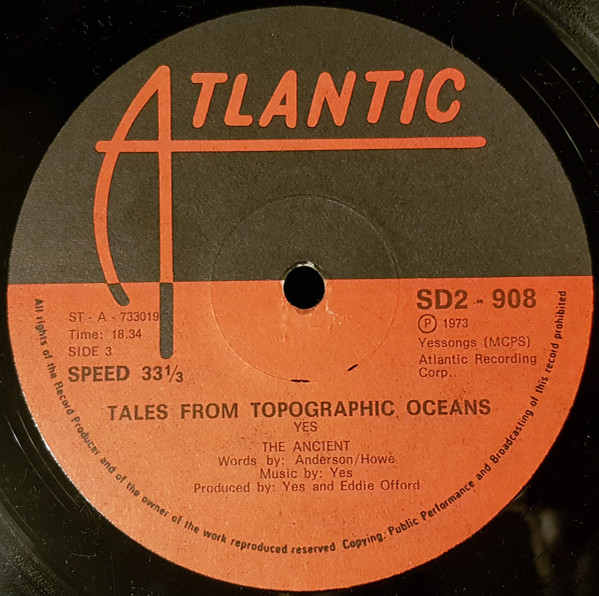 ATLANTIC
ST - A - 733019
Time: 18.34
SIDE 3
SPEED 33 1/3
SD2 - 908
Ⓟ 1973
Yessongs (MCPS)
Atlantic Recording
Corp..
TALES FROM TOPOGRAPHIC OCEANS
YES
THE ANCIENT
Words by: Anderson/Howe
Music by: Yes
Produced by: Yes and Eddie Offord
All rights of the Record Producer and of the owner of the work reproduced reserved. Copying, Public Performance and Broadcasting of this record prohibited